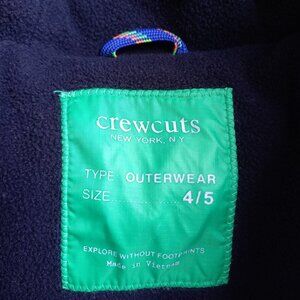 crewcuts
NEW YORK, N.Y.
TYPE OUTERWEAR
SIZE 4/5
EXPLORE WITHOUT FOOTPRINTS
Made in Vietnam